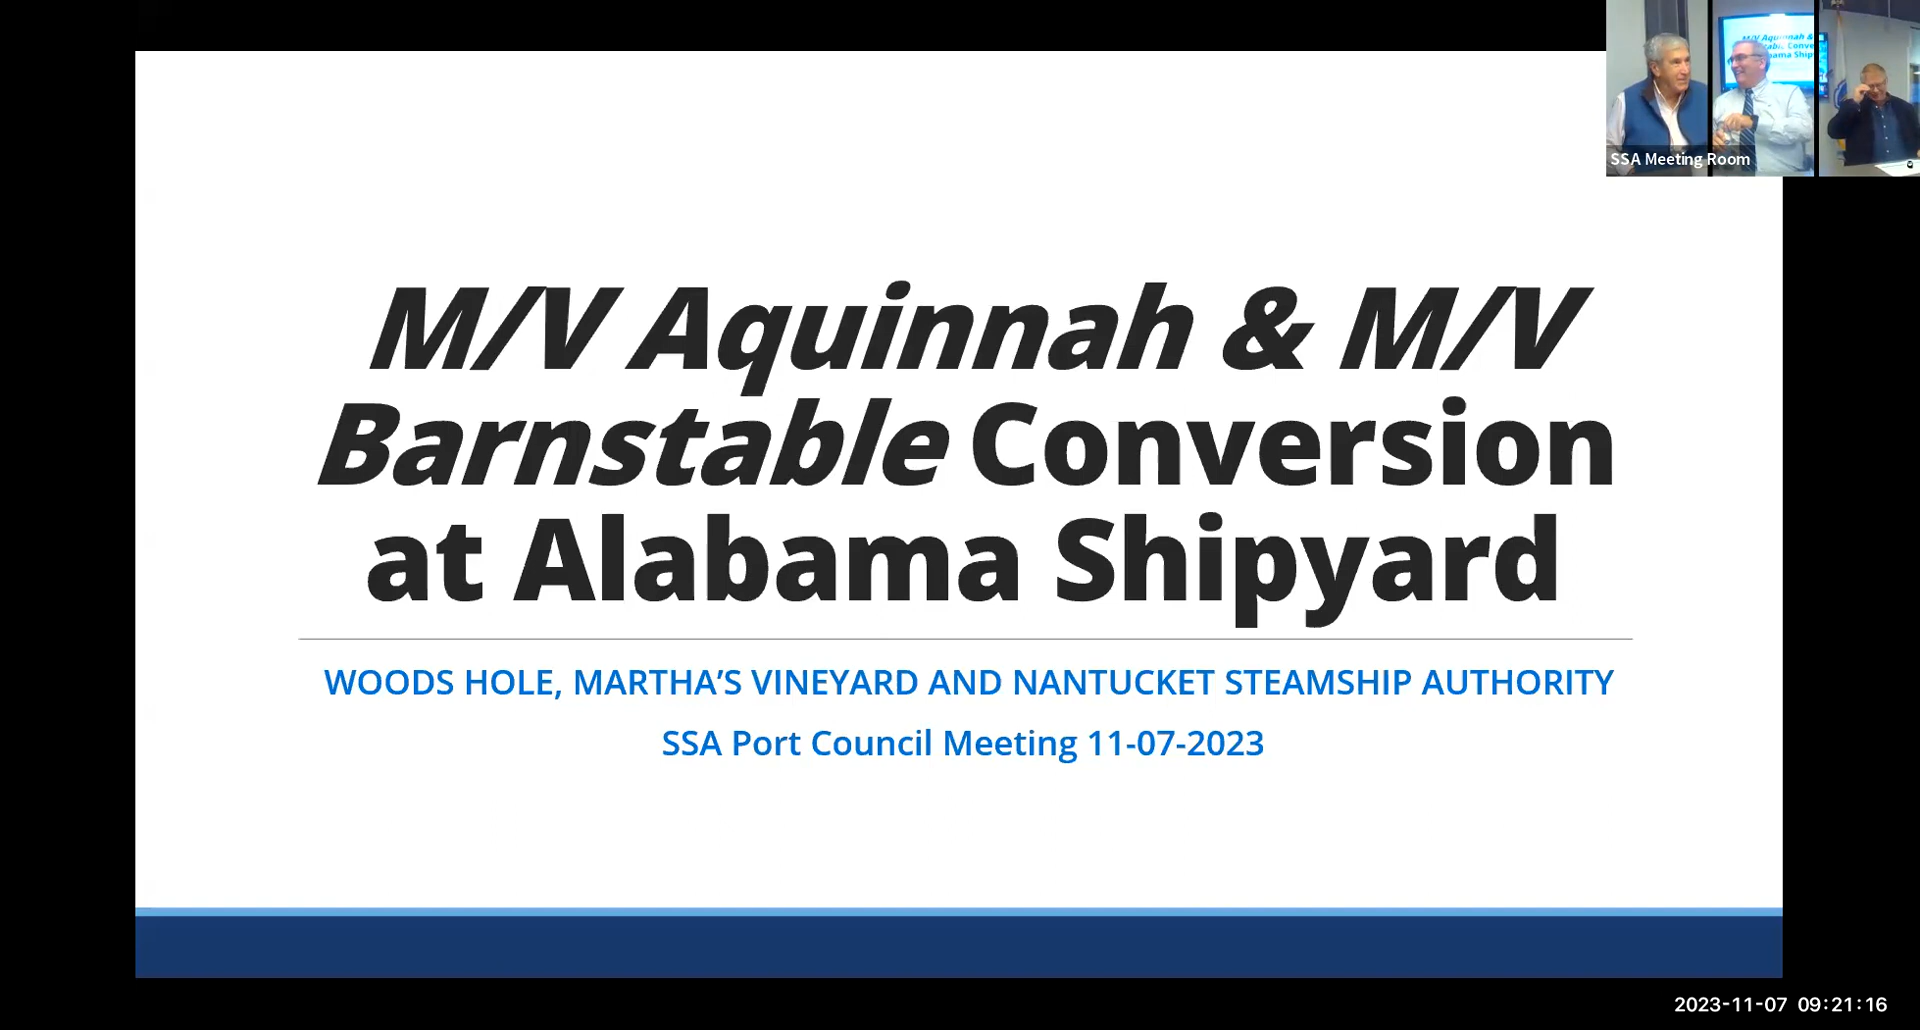 M/V Aquinnah & M/V
Barnstable Conversion
at Alabama Shipyard
WOODS HOLE, MARTHA’S VINEYARD AND NANTUCKET STEAMSHIP AUTHORITY
SSA Port Council Meeting 11-07-2023
SSA Meeting Room
2023-11-07 09:21:16